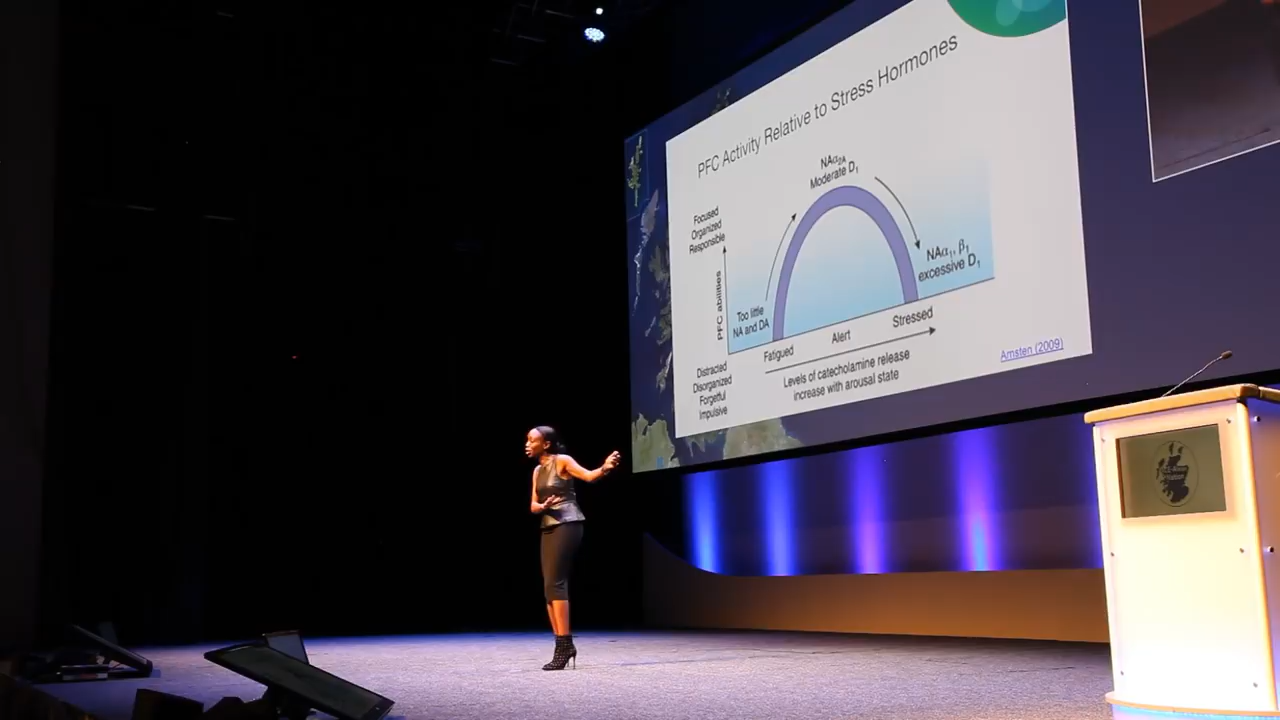 PFC Activity Relative to Stress Hormones
NAα2A
Moderate D1
Focused
Organized
Responsible
NAα1, β1
excessive D1
PFC abilities
Too little
NA and DA
Fatigued
Alert
Stressed
Distracted
Disorganized
Forgetful
Impulsive
Levels of catecholamine release
increase with arousal state
Arnsten (2009)